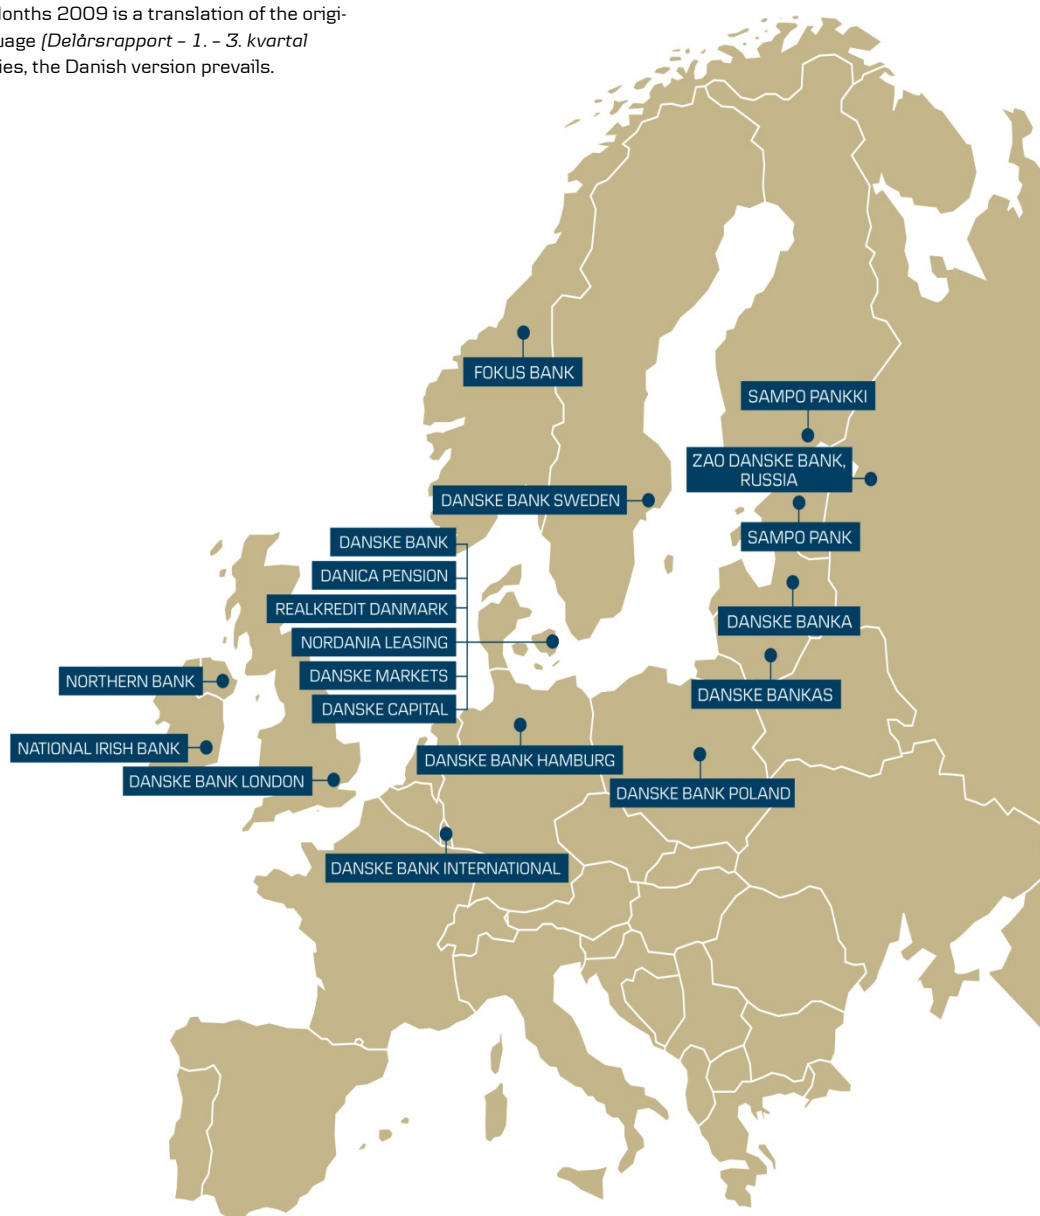 Months 2009 is a translation of the origi-
uage (Delårsrapport – 1. – 3. kvartal
ies, the Danish version prevails.
FOKUS BANK
SAMPO PANKKI
ZAO DANSKE BANK,
RUSSIA
DANSKE BANK SWEDEN
SAMPO PANK
DANSKE BANK
DANICA PENSION
REALKREDIT DANMARK
DANSKE BANKA
NORDANIA LEASING
DANSKE MARKETS
NORTHERN BANK
DANSKE BANKAS
DANSKE CAPITAL
NATIONAL IRISH BANK
DANSKE BANK HAMBURG
DANSKE BANK LONDON
DANSKE BANK POLAND
DANSKE BANK INTERNATIONAL